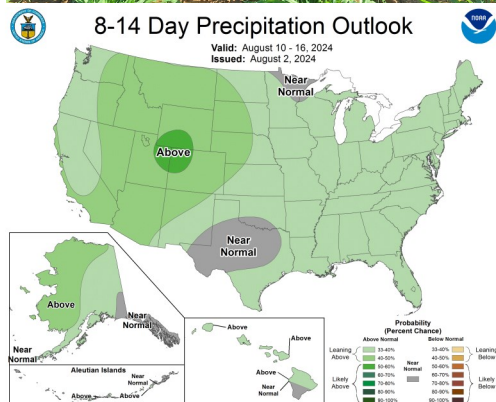 8-14 Day Precipitation Outlook
Valid: August 10 - 16, 2024
Issued: August 2, 2024
NOAA
Near
Normal
Above
Near
Normal
Above
Near
Normal
Near
Normal
Aleutian Islands
Near
Normal
Above
Above
Above
Above
Above
Near
Normal
Probability
(Percent Chance)
Above Normal
Below Normal
Leaning
Above
33-40%
40-50%
Likely
Above
50-60%
60-70%
70-80%
80-90%
90-100%
Near
Normal
33-40%
40-50%
Leaning
Below
50-60%
60-70%
70-80%
80-90%
90-100%
Likely
Below